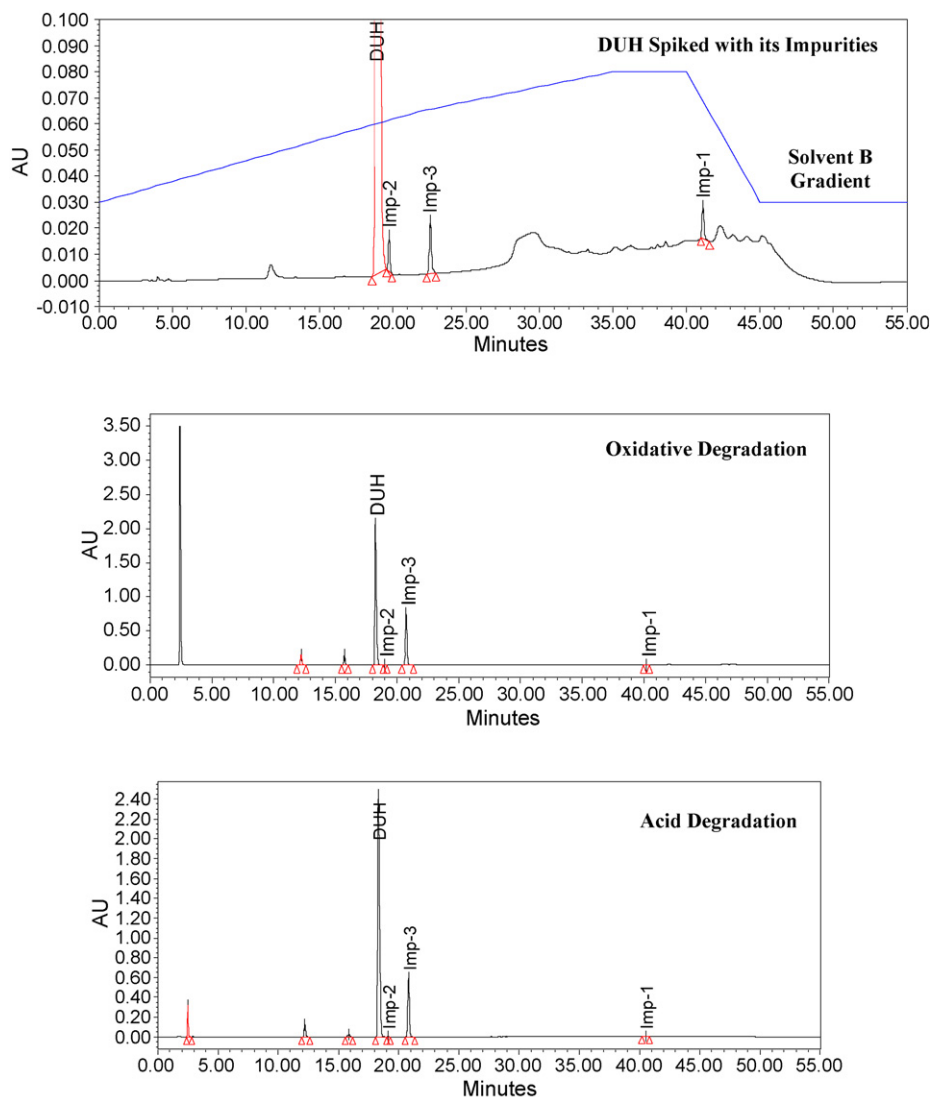 DUH Spiked with its Impurities
Solvent B
Gradient
DUH
Imp-2
Imp-3
Imp-1
AU
0.100
0.090
0.080
0.070
0.060
0.050
0.040
0.030
0.020
0.010
0.000
-0.010
0.00 5.00 10.00 15.00 20.00 25.00 30.00 35.00 40.00 45.00 50.00 55.00
Minutes
Oxidative Degradation
DUH
Imp-2
Imp-3
Imp-1
AU
3.50
3.00
2.50
2.00
1.50
1.00
0.50
0.00
0.00 5.00 10.00 15.00 20.00 25.00 30.00 35.00 40.00 45.00 50.00 55.00
Minutes
Acid Degradation
DUH
Imp-2
Imp-3
Imp-1
AU
2.40
2.20
2.00
1.80
1.60
1.40
1.20
1.00
0.80
0.60
0.40
0.20
0.00
0.00 5.00 10.00 15.00 20.00 25.00 30.00 35.00 40.00 45.00 50.00 55.00
Minutes